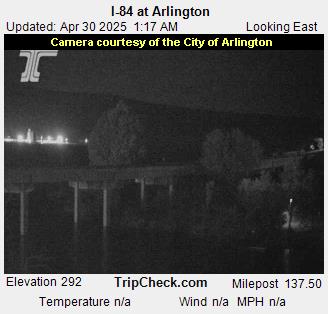 I-84 at Arlington
Updated: Apr 30 2025 1:17 AM Looking East
Camera courtesy of the City of Arlington
Elevation 292 TripCheck.com Milepost 137.50
Temperature n/a Wind n/a MPH n/a